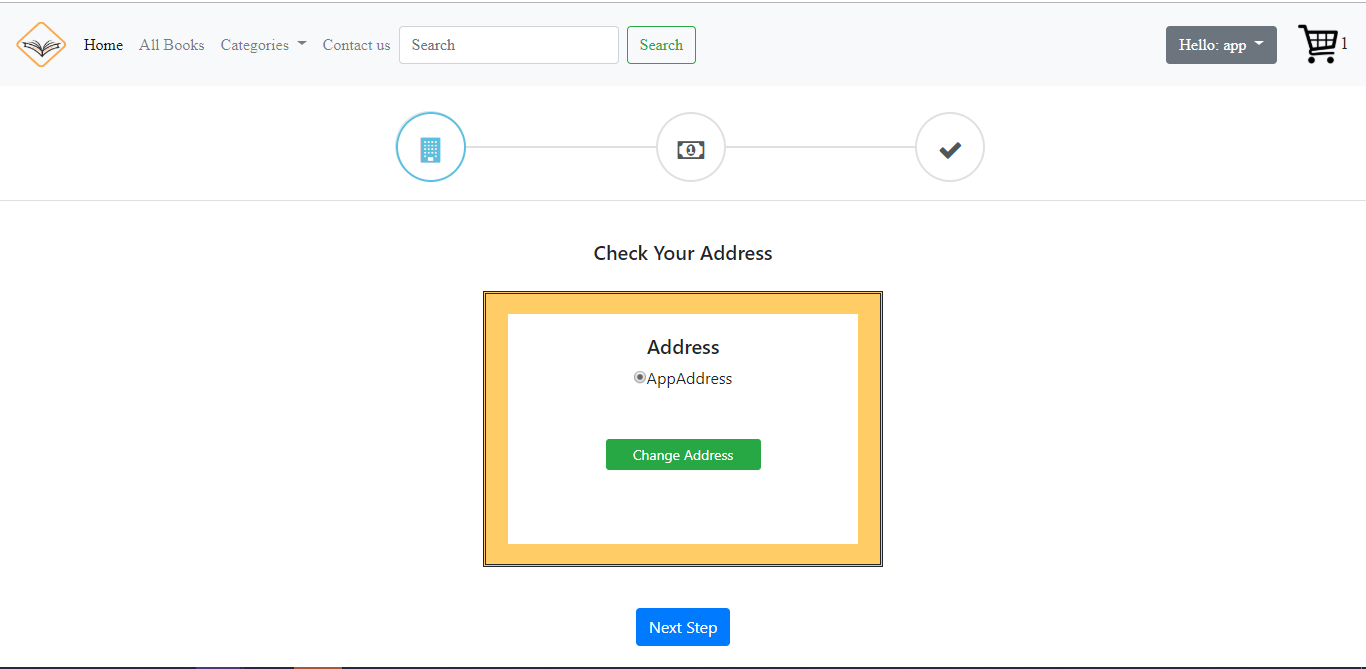 Home All Books Categories Contact us Search Search Hello: app 1
1
Check Your Address
Address
AppAddress
Change Address
Next Step